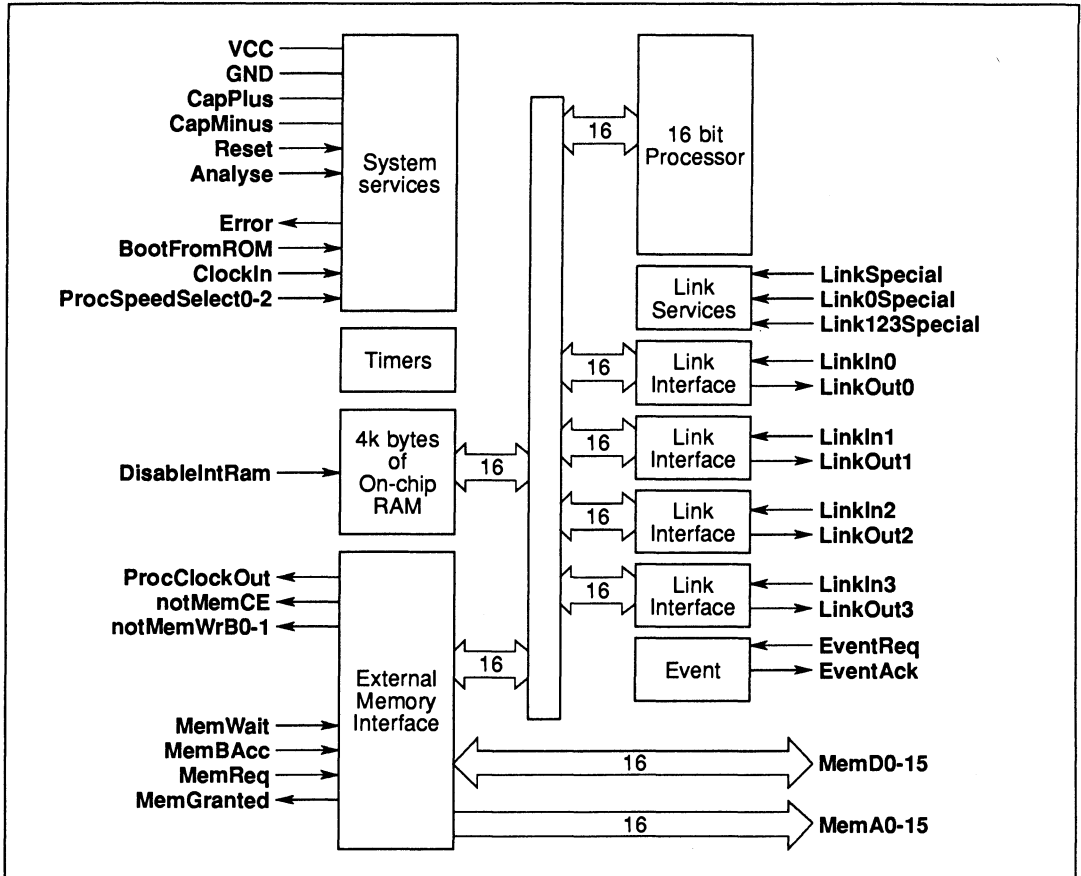 VCC
GND
CapPlus
CapMinus
Reset
Analyse
Error
BootFromROM
ClockIn
ProcSpeedSelect0-2
System
services
Timers
DisableIntRam
4k bytes
of
On-chip
RAM
16
ProcClockOut
notMemCE
notMemWrB0-1
MemWait
MemBAcc
MemReq
MemGranted
External
Memory
Interface
16
16
16 bit
Processor
Link
Services
LinkSpecial
Link0Special
Link123Special
16
Link
Interface
LinkIn0
LinkOut0
16
Link
Interface
LinkIn1
LinkOut1
16
Link
Interface
LinkIn2
LinkOut2
16
Link
Interface
LinkIn3
LinkOut3
Event
EventReq
EventAck
16
MemD0-15
16
MemA0-15